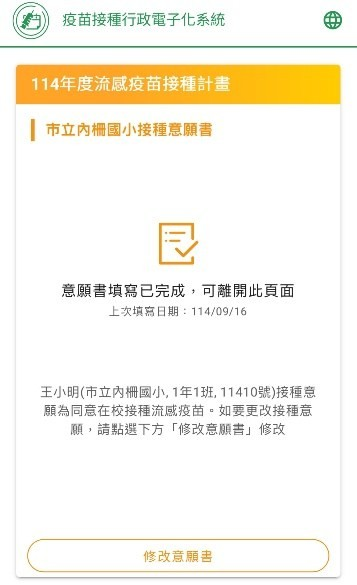 疫苗接種行政電子化系統
114年度流感疫苗接種計畫
市立內柵國小接種意願書
意願書填寫已完成，可離開此頁面
上次填寫日期：114/09/16
王小明(市立內柵國小, 1年1班, 11410號)接種意
願為同意在校接種流感疫苗。如要更改接種意
願，請點選下方「修改意願書」修改
修改意願書